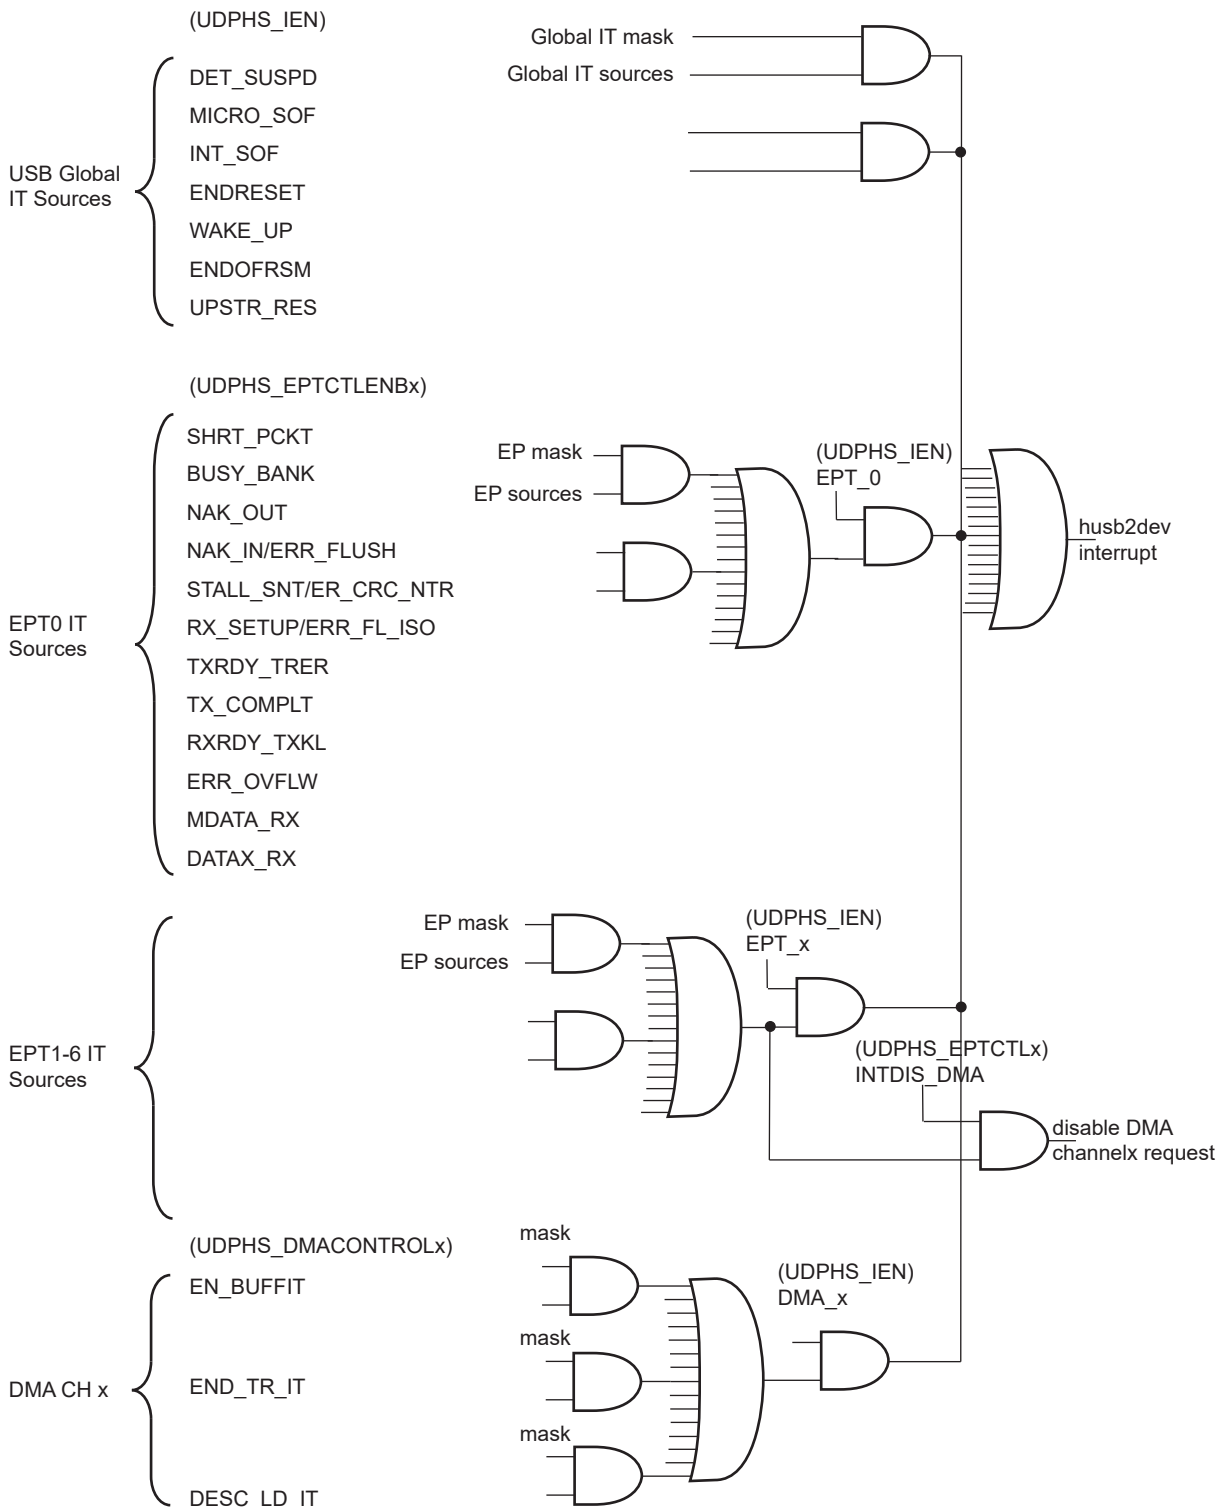 (UDPHS_IEN)
Global IT mask
Global IT sources
DET_SUSPD
MICRO_SOF
INT_SOF
USB Global
IT Sources
ENDRESET
WAKE_UP
ENDOFRSM
UPSTR_RES
(UDPHS_EPTCTLENBx)
SHRT_PCKT
BUSY_BANK
NAK_OUT
NAK_IN/ERR_FLUSH
STALL_SNT/ER_CRC_NTR
EPT0 IT
Sources
RX_SETUP/ERR_FL_ISO
TXRDY_TRER
TX_COMPLT
RXRDY_TXKL
ERR_OVFLW
MDATA_RX
DATAX_RX
EP mask
EP sources
(UDPHS_IEN)
EPT_0
husb2dev
interrupt
EP mask
EP sources
(UDPHS_IEN)
EPT_x
EPT1-6 IT
Sources
(UDPHS_EPTCTLx)
INTDIS_DMA
disable DMA
channelx request
(UDPHS_DMACONTROLx)
mask
EN_BUFFIT
(UDPHS_IEN)
DMA_x
mask
DMA CH x
END_TR_IT
mask
DESC_LD_IT